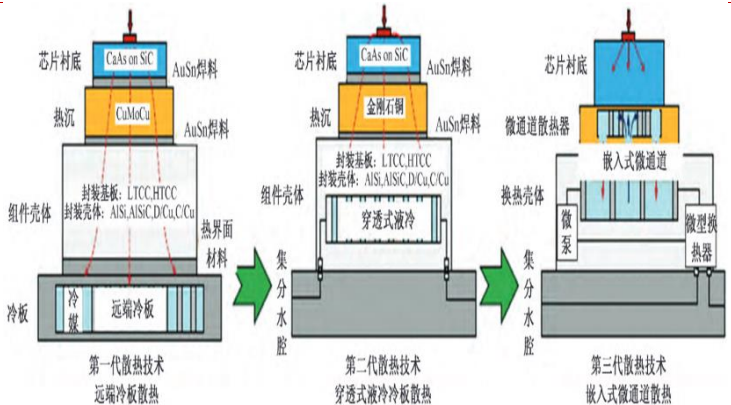 芯片衬底
CaAs on SiC
AuSn焊料
热沉
CuMoCu
AuSn焊料
封装基板：LTCC,HTCC
封装壳体：AlSi,AlSiC,D/Cu,C/Cu
组件壳体
热界面
材料
冷板
冷媒
远端冷板
第一代散热技术
远端冷板散热
芯片衬底
CaAs on SiC
AuSn焊料
热沉
金刚石铜
AuSn焊料
封装基板：LTCC,HTCC
封装壳体：AlSi,AlSiC,D/Cu,C/Cu
组件壳体
穿透式液冷
集分水腔
第二代散热技术
穿透式液冷冷板散热
芯片衬底
微通道散热器
嵌入式微通道
换热壳体
微泵
微型换
热器
集分水腔
第三代散热技术
嵌入式微通道散热